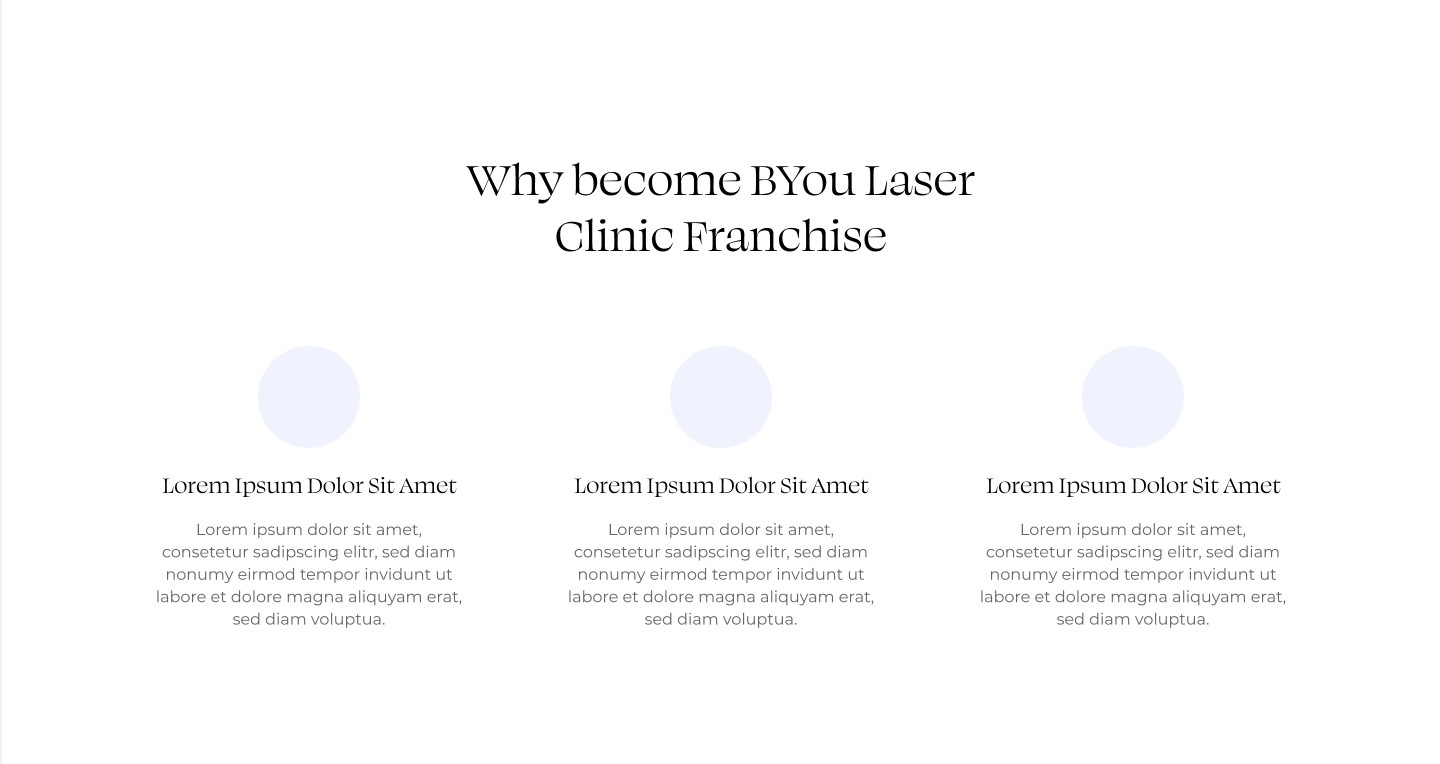 Why become BYou Laser
Clinic Franchise
Lorem Ipsum Dolor Sit Amet
Lorem ipsum dolor sit amet,
consetetur sadipscing elitr, sed diam
nonumy eirmod tempor invidunt ut
labore et dolore magna aliquyam erat,
sed diam voluptua.
Lorem Ipsum Dolor Sit Amet
Lorem ipsum dolor sit amet,
consetetur sadipscing elitr, sed diam
nonumy eirmod tempor invidunt ut
labore et dolore magna aliquyam erat,
sed diam voluptua.
Lorem Ipsum Dolor Sit Amet
Lorem ipsum dolor sit amet,
consetetur sadipscing elitr, sed diam
nonumy eirmod tempor invidunt ut
labore et dolore magna aliquyam erat,
sed diam voluptua.